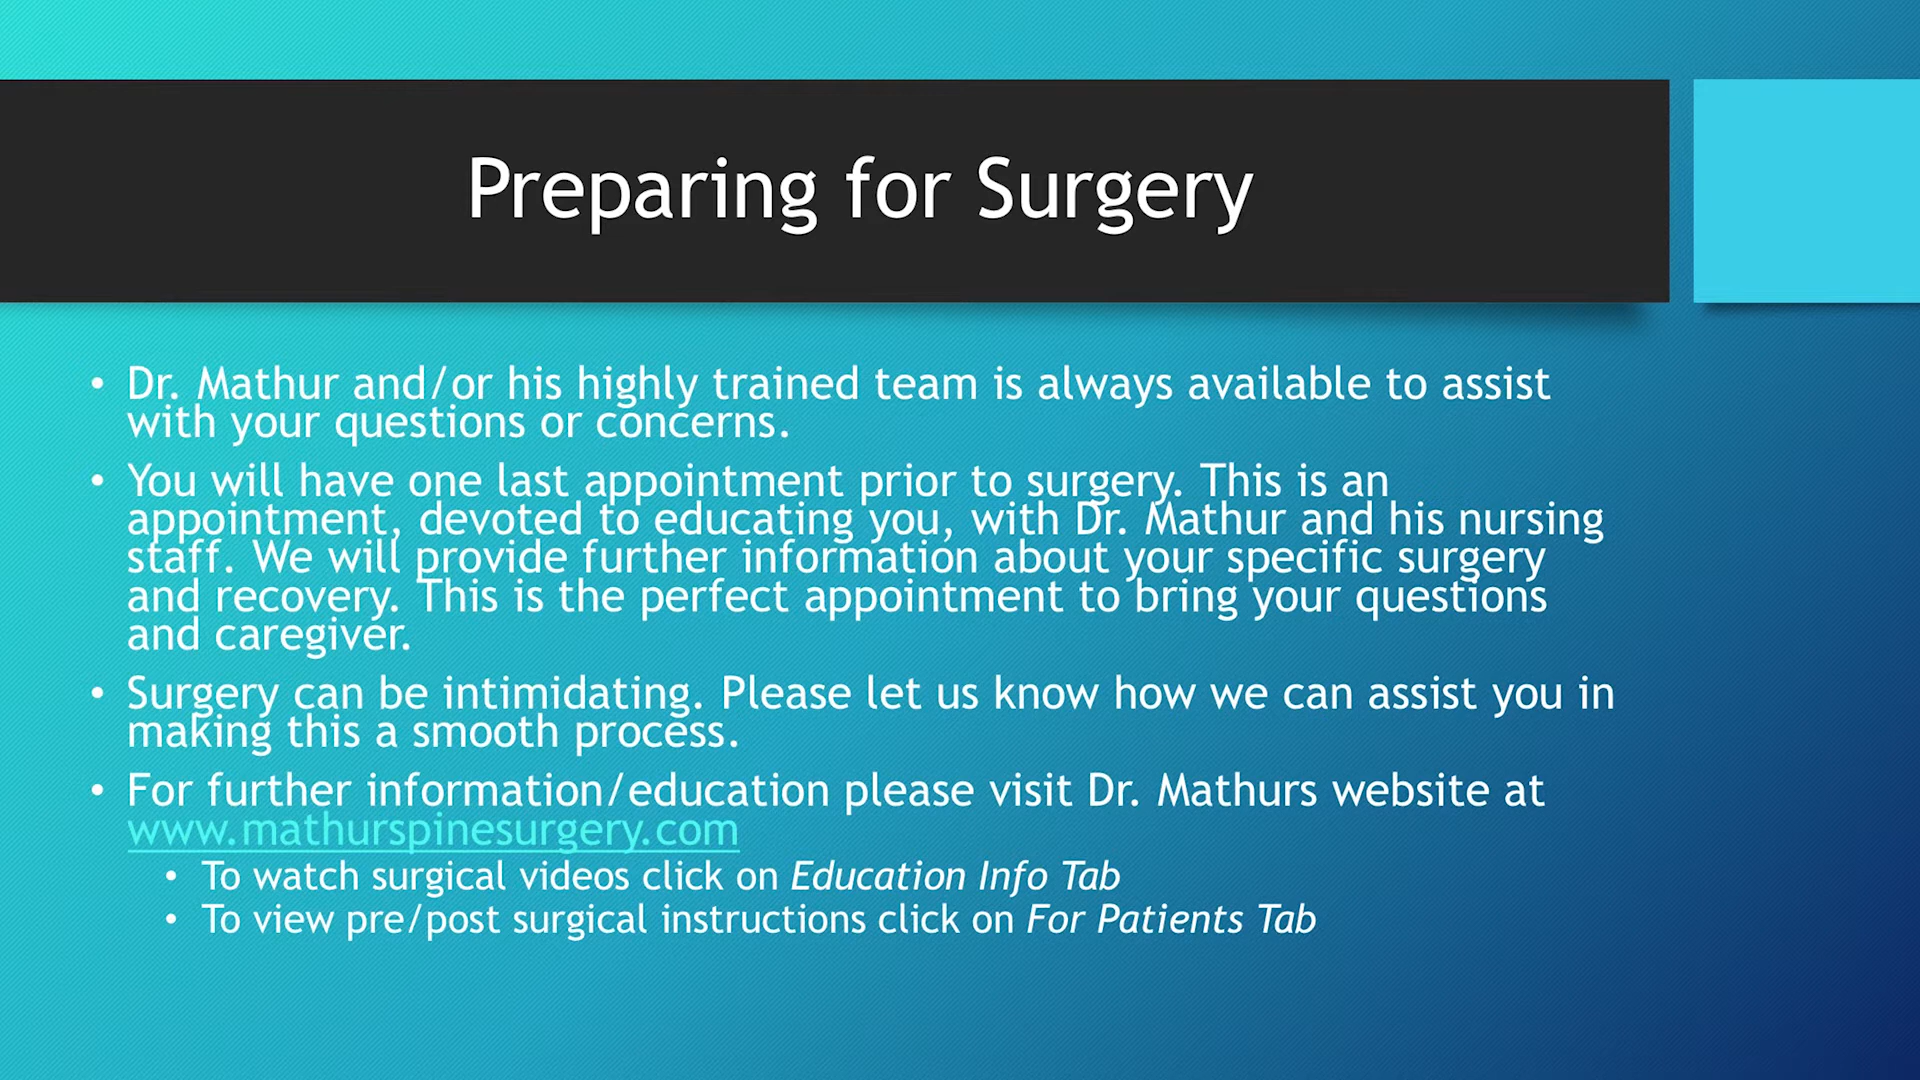 Preparing for Surgery
• Dr. Mathur and/or his highly trained team is always available to assist
with your questions or concerns.
• You will have one last appointment prior to surgery. This is an
appointment, devoted to educating you, with Dr. Mathur and his nursing
staff. We will provide further information about your specific surgery
and recovery. This is the perfect appointment to bring your questions
and caregiver.
• Surgery can be intimidating. Please let us know how we can assist you in
making this a smooth process.
• For further information/education please visit Dr. Mathurs website at
www.mathurspinesurgery.com
• To watch surgical videos click on Education Info Tab
• To view pre/post surgical instructions click on For Patients Tab